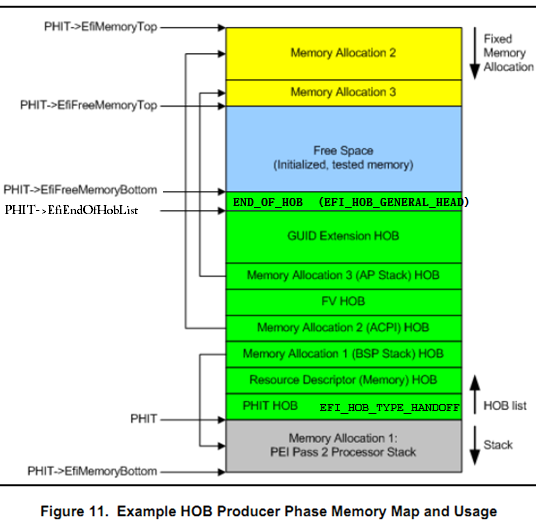 PHIT->EfiMemoryTop
Memory Allocation 2
Fixed
Memory
Allocation
Memory Allocation 3
PHIT->EfiFreeMemoryTop
Free Space
(Initialized, tested memory)
PHIT->EfiFreeMemoryBottom
END_OF_HOB (EFI_HOB_GENERAL_HEAD)
PHIT->EfiEndOfHobList
GUID Extension HOB
Memory Allocation 3 (AP Stack) HOB
FV HOB
Memory Allocation 2 (ACPI) HOB
Memory Allocation 1 (BSP Stack) HOB
Resource Descriptor (Memory) HOB
PHIT HOB EFI_HOB_TYPE_HANDOFF
HOB list
PHIT
Memory Allocation 1:
PEI Pass 2 Processor Stack
Stack
PHIT->EfiMemoryBottom
Figure 11. Example HOB Producer Phase Memory Map and Usage